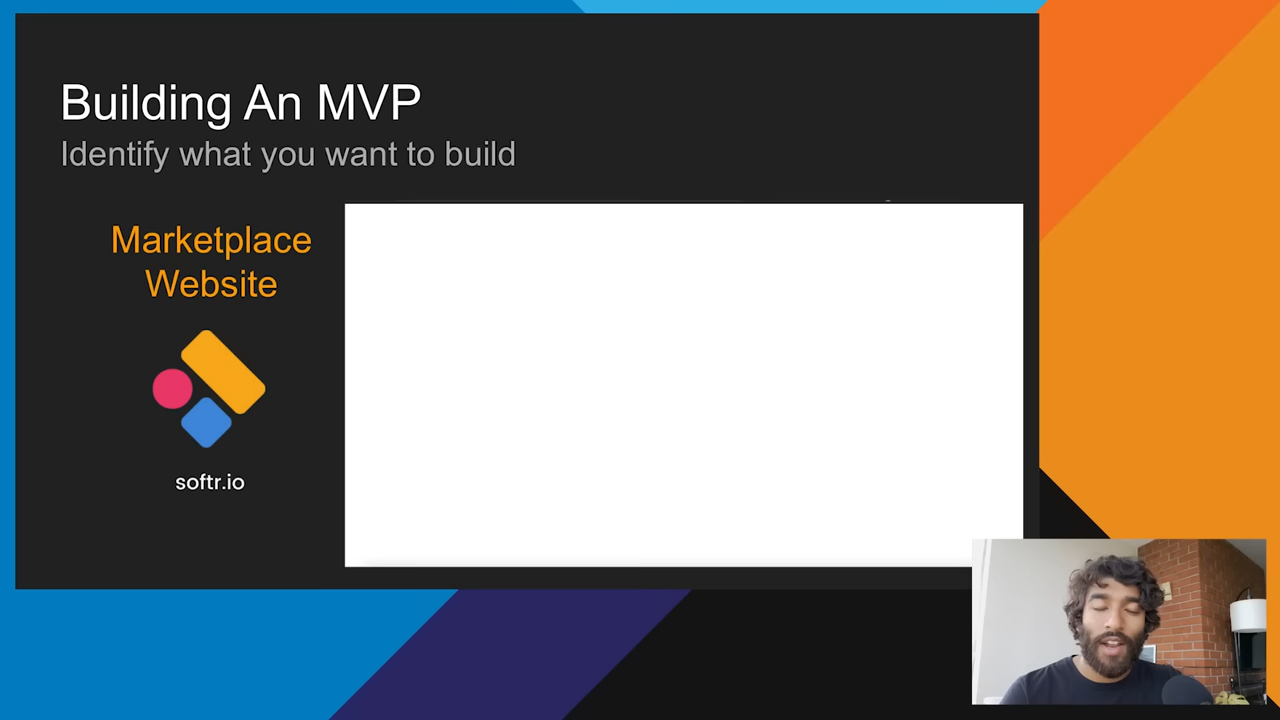 Building An MVP
Identify what you want to build
Marketplace
Website
softr.io